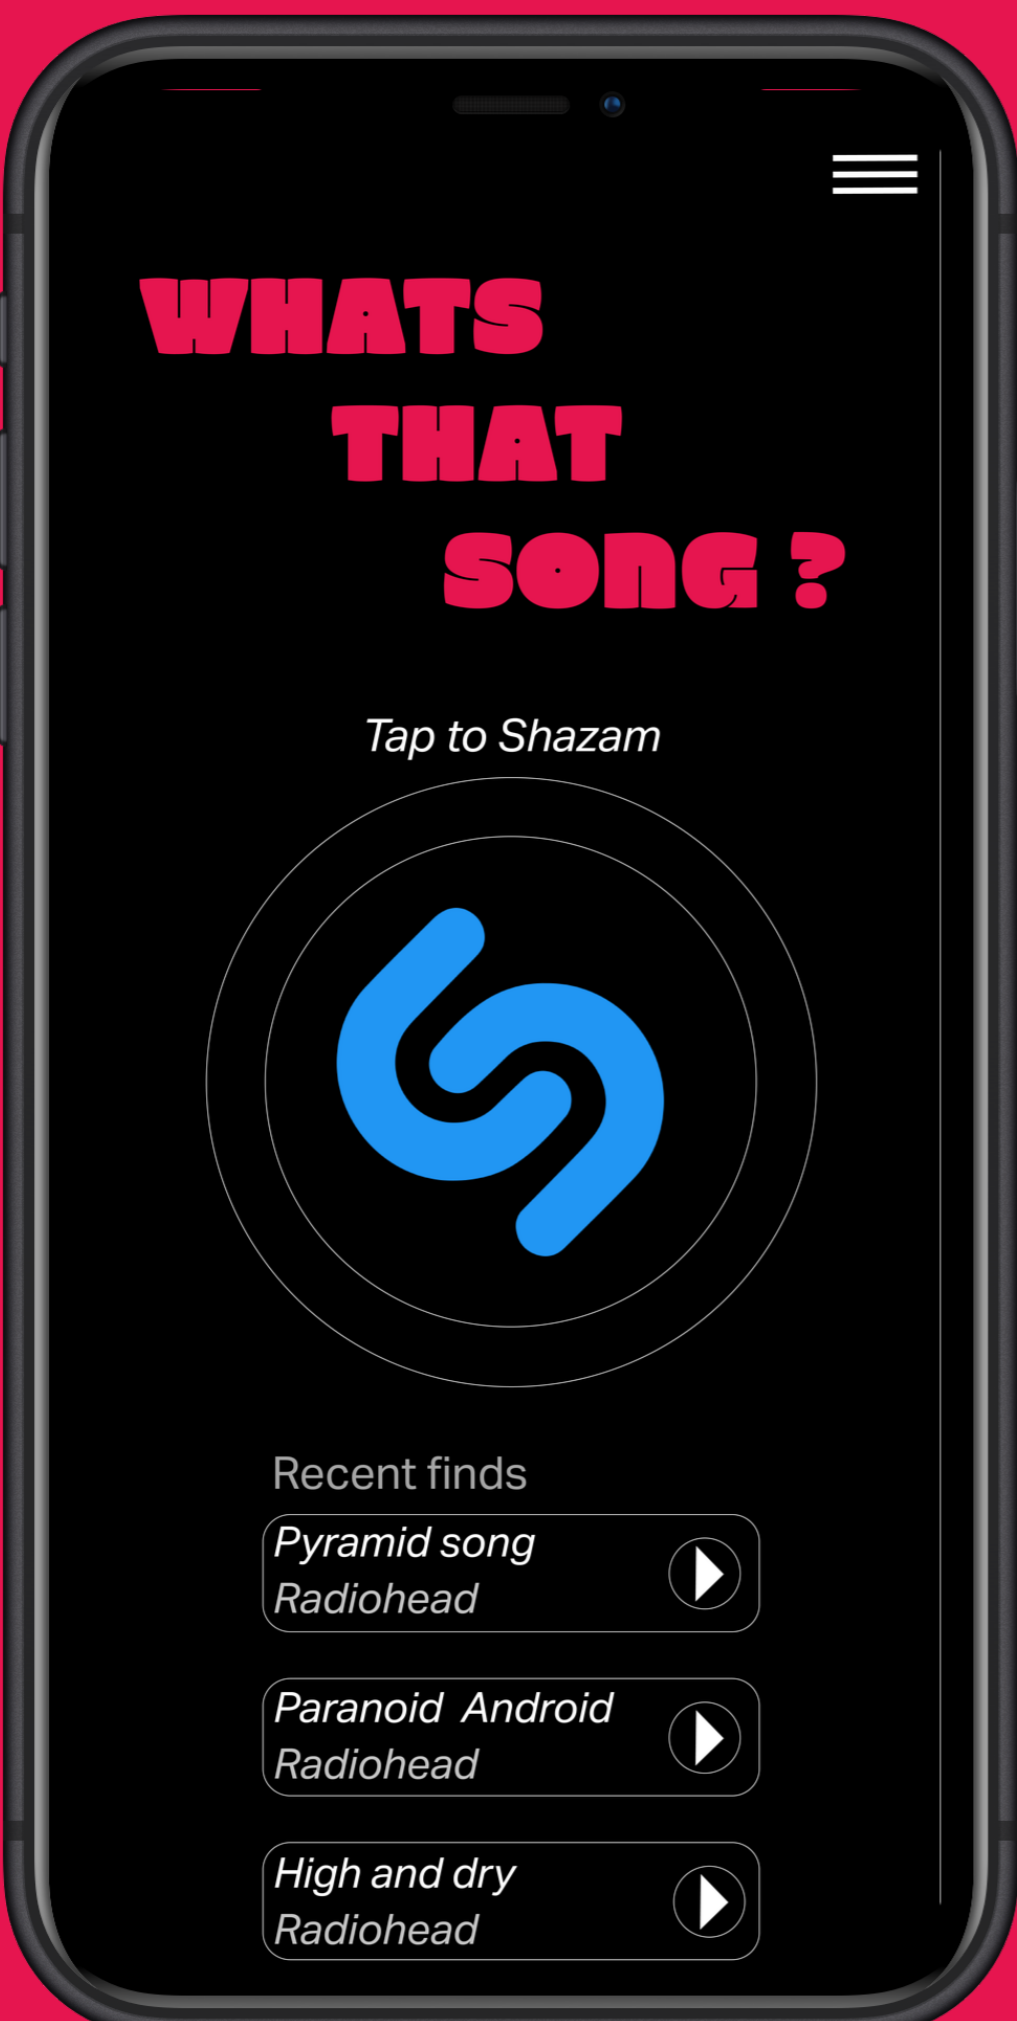 WHATS
THAT
SONG ?
Tap to Shazam
Recent finds
Pyramid song
Radiohead
Paranoid Android
Radiohead
High and dry
Radiohead